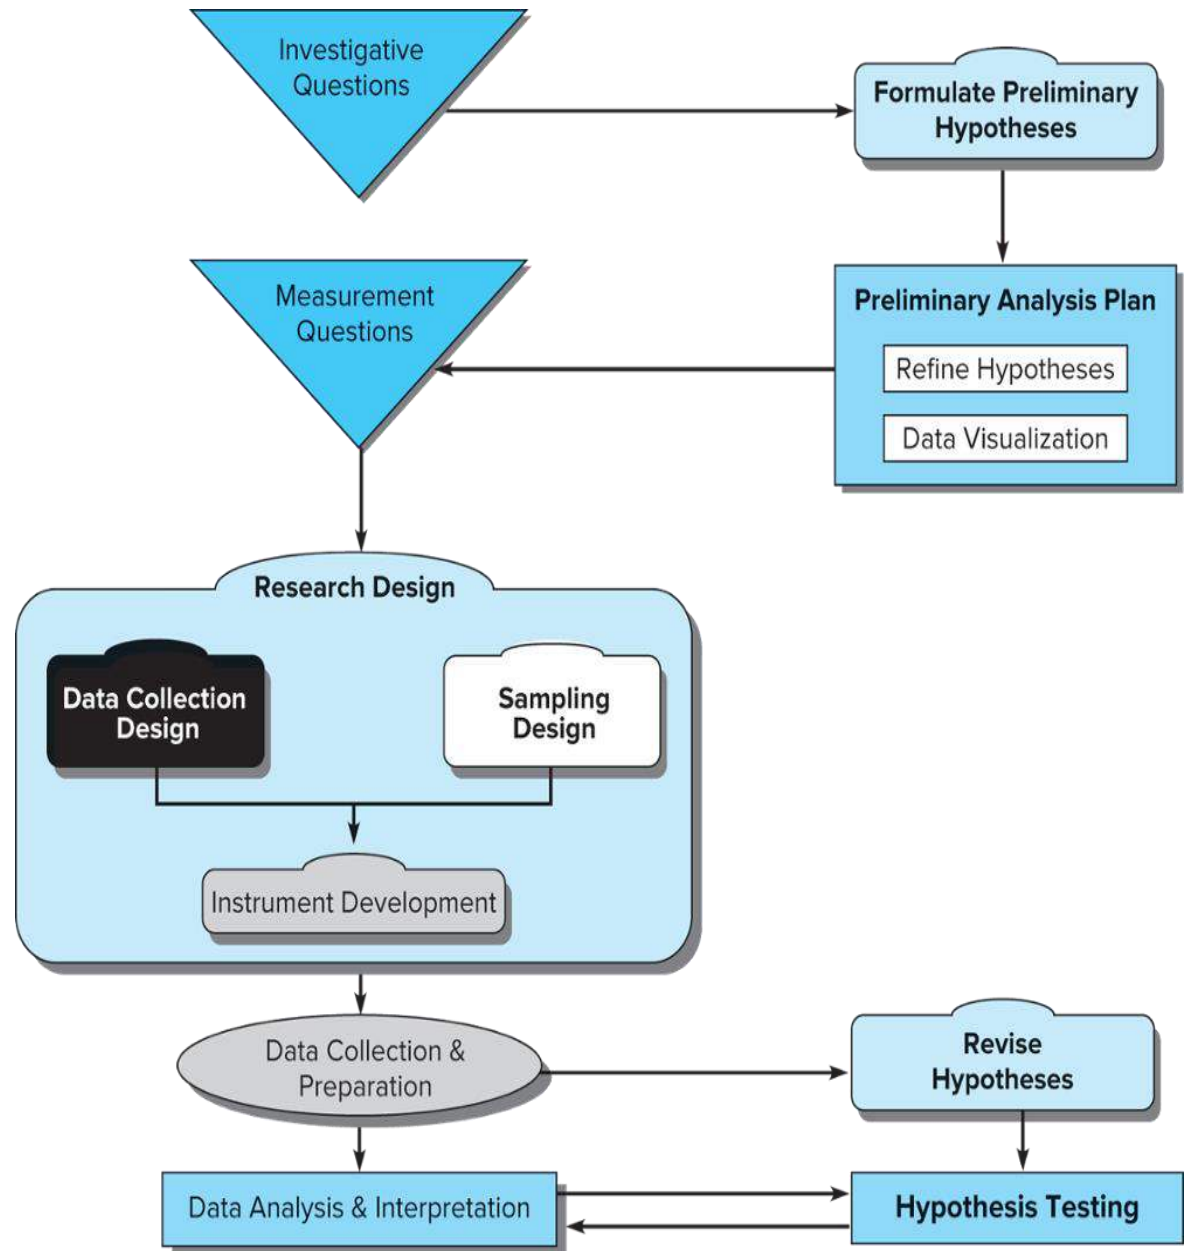 Investigative
Questions
Formulate Preliminary
Hypotheses
Measurement
Questions
Preliminary Analysis Plan
Refine Hypotheses
Data Visualization
Research Design
Data Collection
Design
Sampling
Design
Instrument Development
Data Collection &
Preparation
Revise
Hypotheses
Data Analysis & Interpretation
Hypothesis Testing